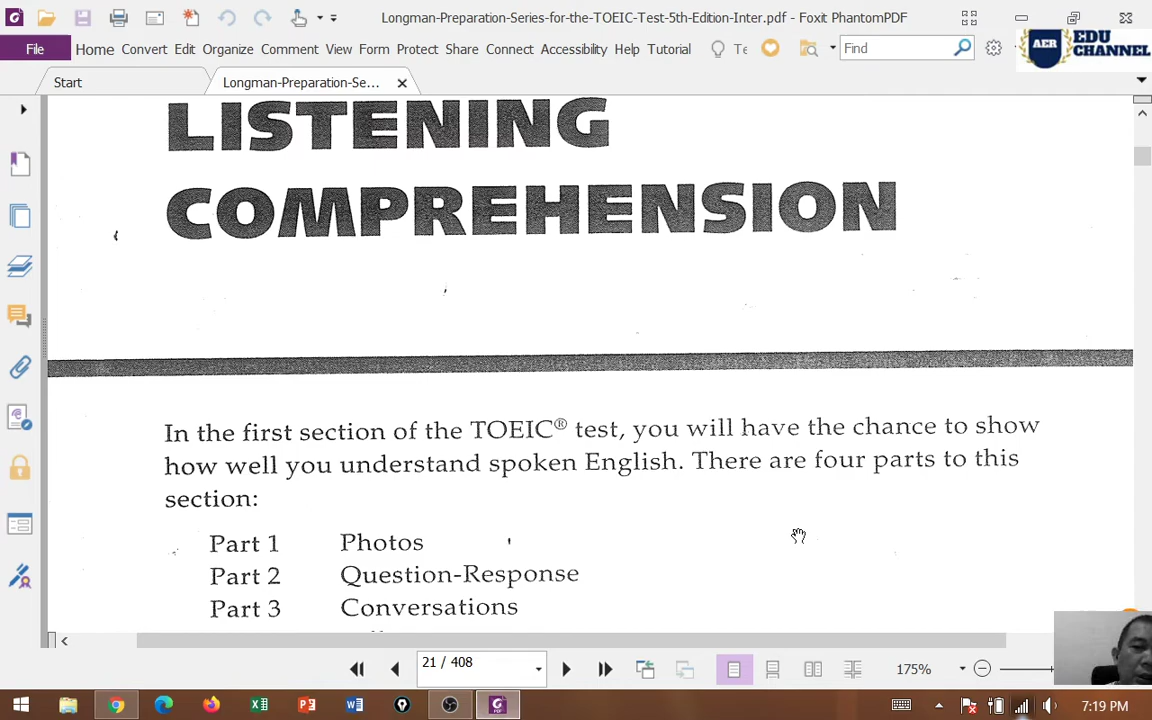 Longman-Preparation-Series-for-the-TOEIC-Test-5th-Edition-Inter.pdf - Foxit PhantomPDF
File Home Convert Edit Organize Comment View Form Protect Share Connect Accessibility Help Tutorial Te Find
AER EDU CHANNEL
Start Longman-Preparation-Se...
LISTENING
COMPREHENSION
In the first section of the TOEIC® test, you will have the chance to show
how well you understand spoken English. There are four parts to this
section:
Part 1 Photos
Part 2 Question-Response
Part 3 Conversations
21 / 408
175%
7:19 PM